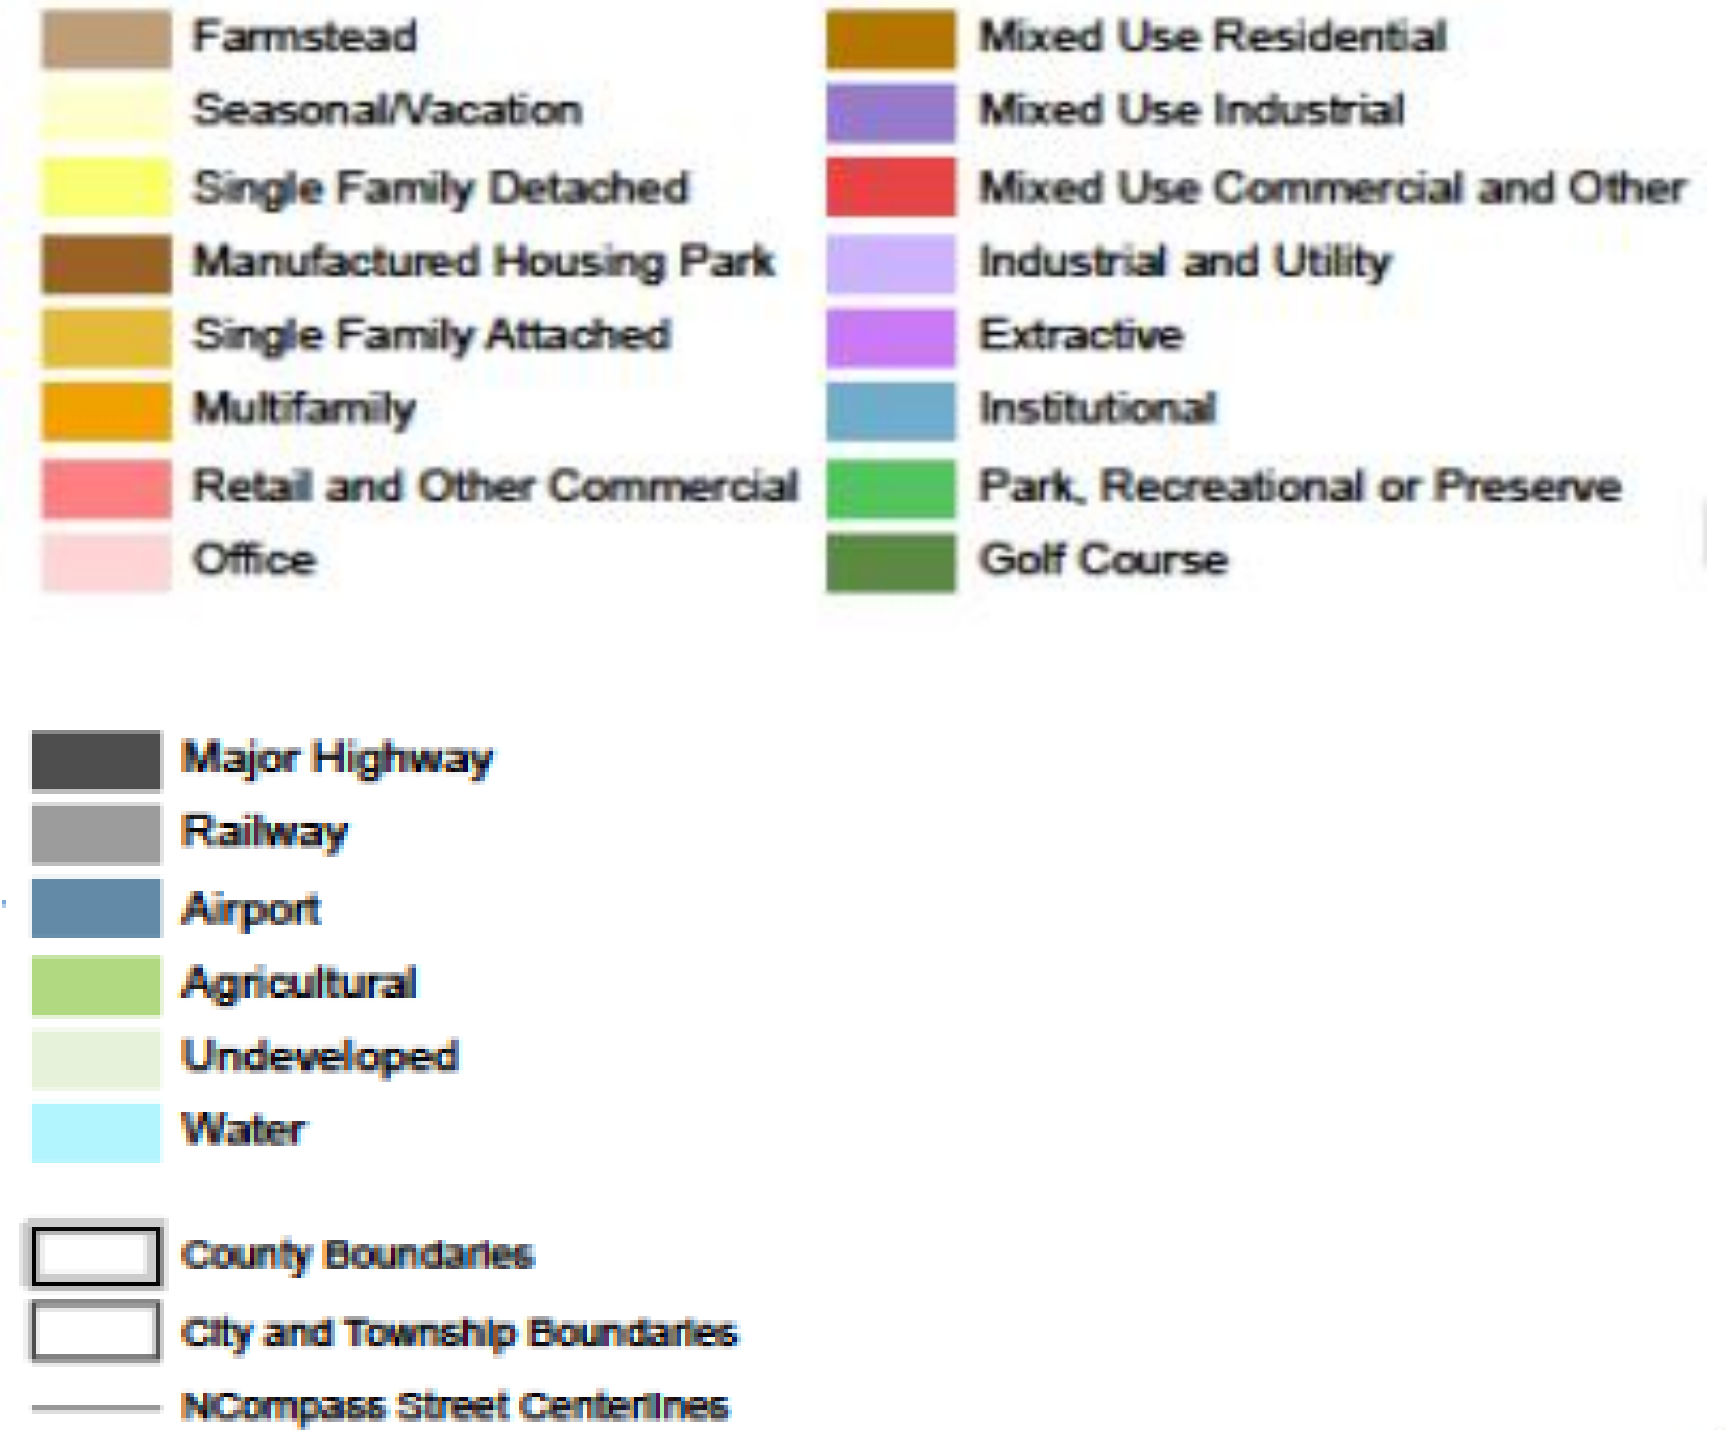 Farmstead
Seasonal/Vacation
Single Family Detached
Manufactured Housing Park
Single Family Attached
Multifamily
Retail and Other Commercial
Office
Mixed Use Residential
Mixed Use Industrial
Mixed Use Commercial and Other
Industrial and Utility
Extractive
Institutional
Park, Recreational or Preserve
Golf Course
Major Highway
Railway
Airport
Agricultural
Undeveloped
Water
County Boundaries
City and Township Boundaries
NCompass Street Centerlines